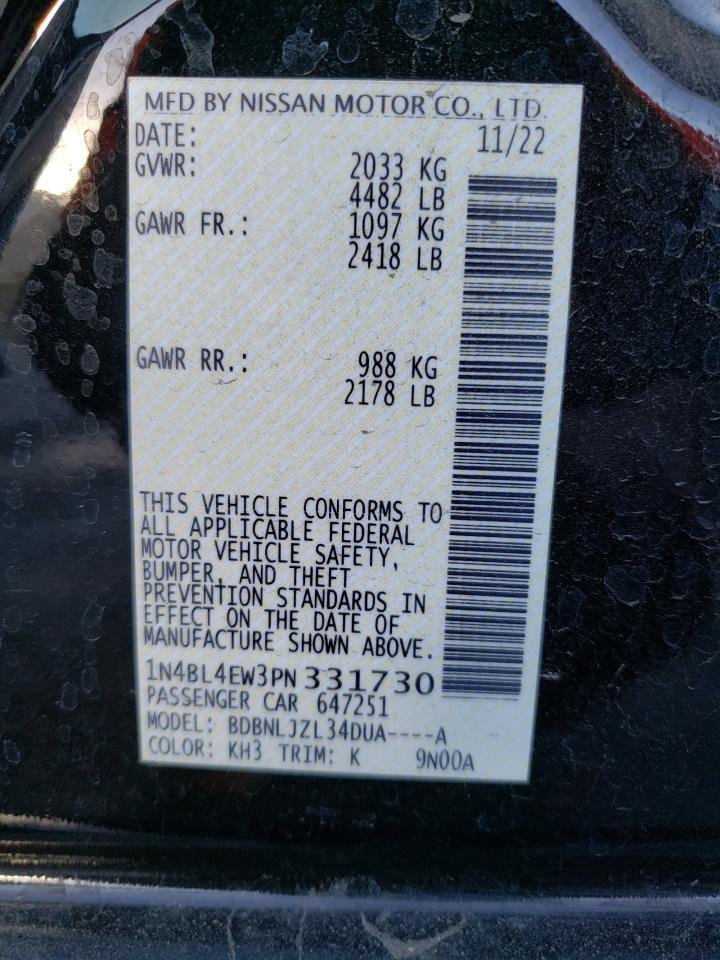 MFD BY NISSAN MOTOR CO., LTD.
DATE: 11/22
GVWR: 2033 KG
4482 LB
GAWR FR.: 1097 KG
2418 LB
GAWR RR.: 988 KG
2178 LB
THIS VEHICLE CONFORMS TO
ALL APPLICABLE FEDERAL
MOTOR VEHICLE SAFETY,
BUMPER, AND THEFT
PREVENTION STANDARDS IN
EFFECT ON THE DATE OF
MANUFACTURE SHOWN ABOVE.
1N4BL4EW3PN331730
PASSENGER CAR 647251
MODEL: BDBNLJZL34DUA----A
COLOR: KH3 TRIM: K 9N00A